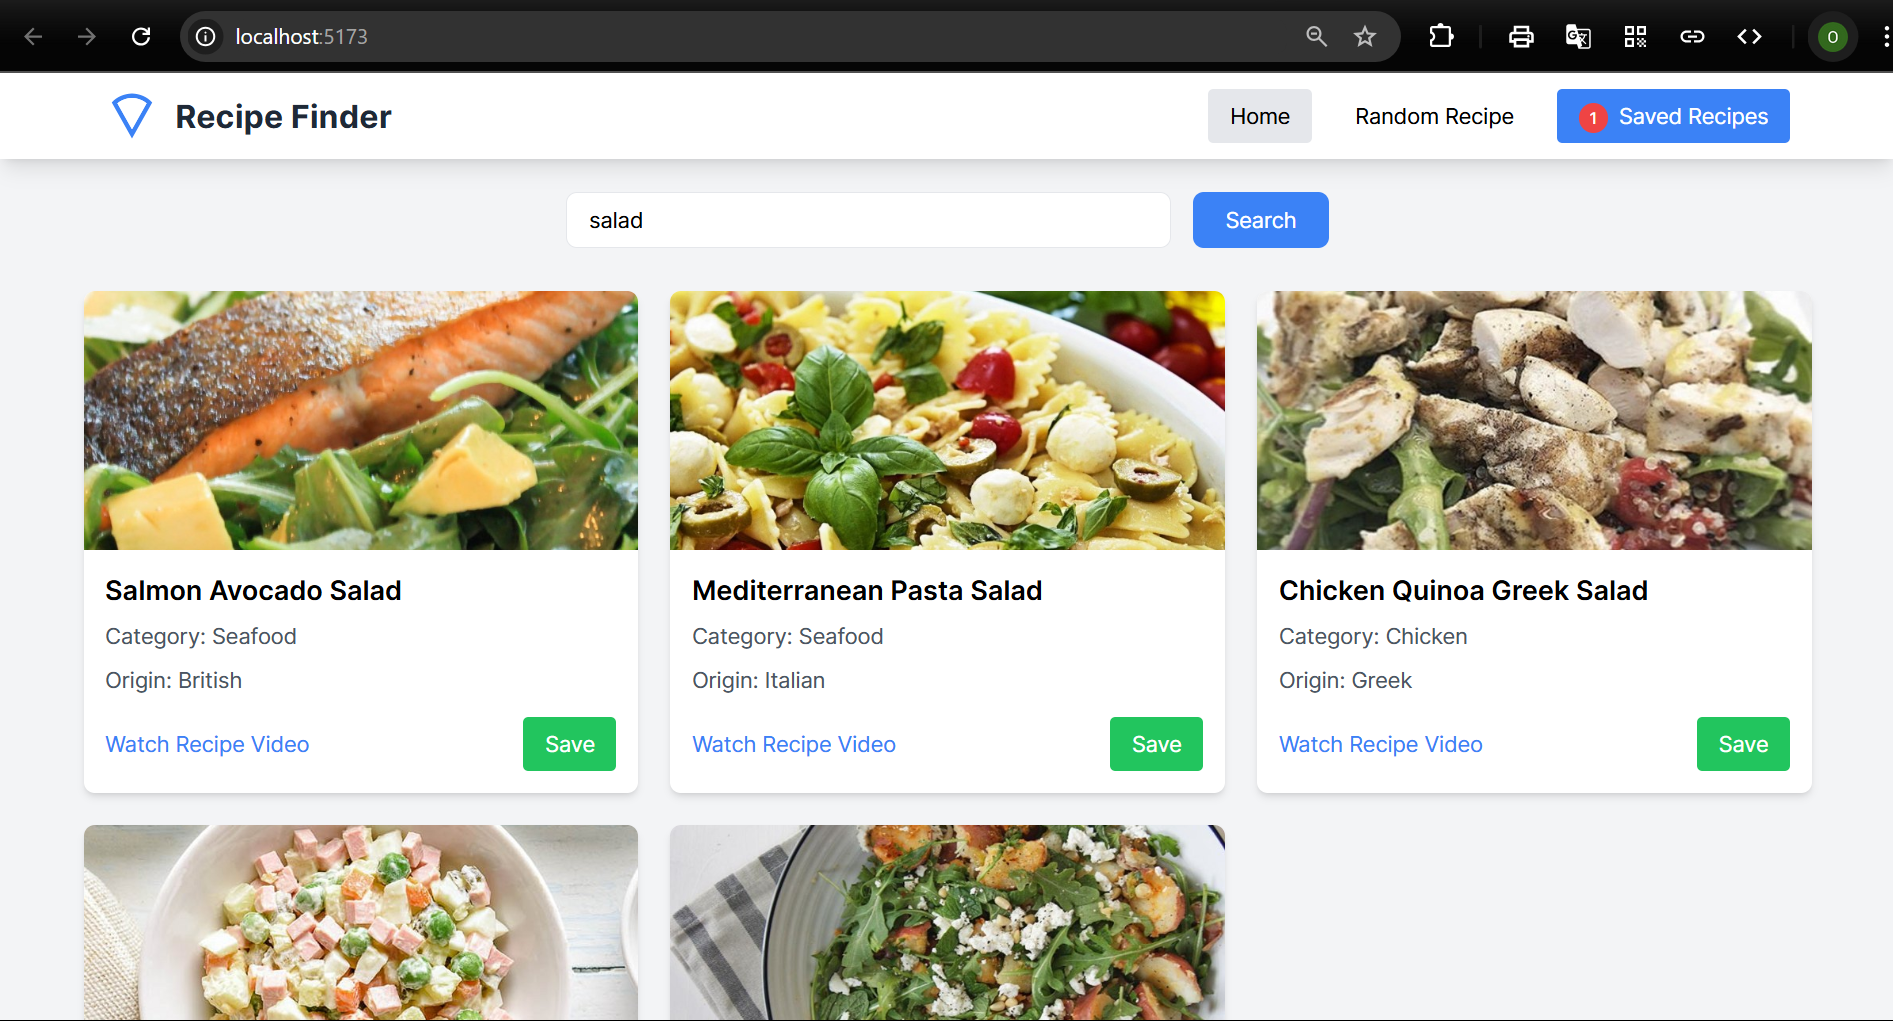 localhost:5173
O
Recipe Finder
Home
Random Recipe
1 Saved Recipes
salad
Search
Salmon Avocado Salad
Category: Seafood
Origin: British
Watch Recipe Video
Save
Mediterranean Pasta Salad
Category: Seafood
Origin: Italian
Watch Recipe Video
Save
Chicken Quinoa Greek Salad
Category: Chicken
Origin: Greek
Watch Recipe Video
Save